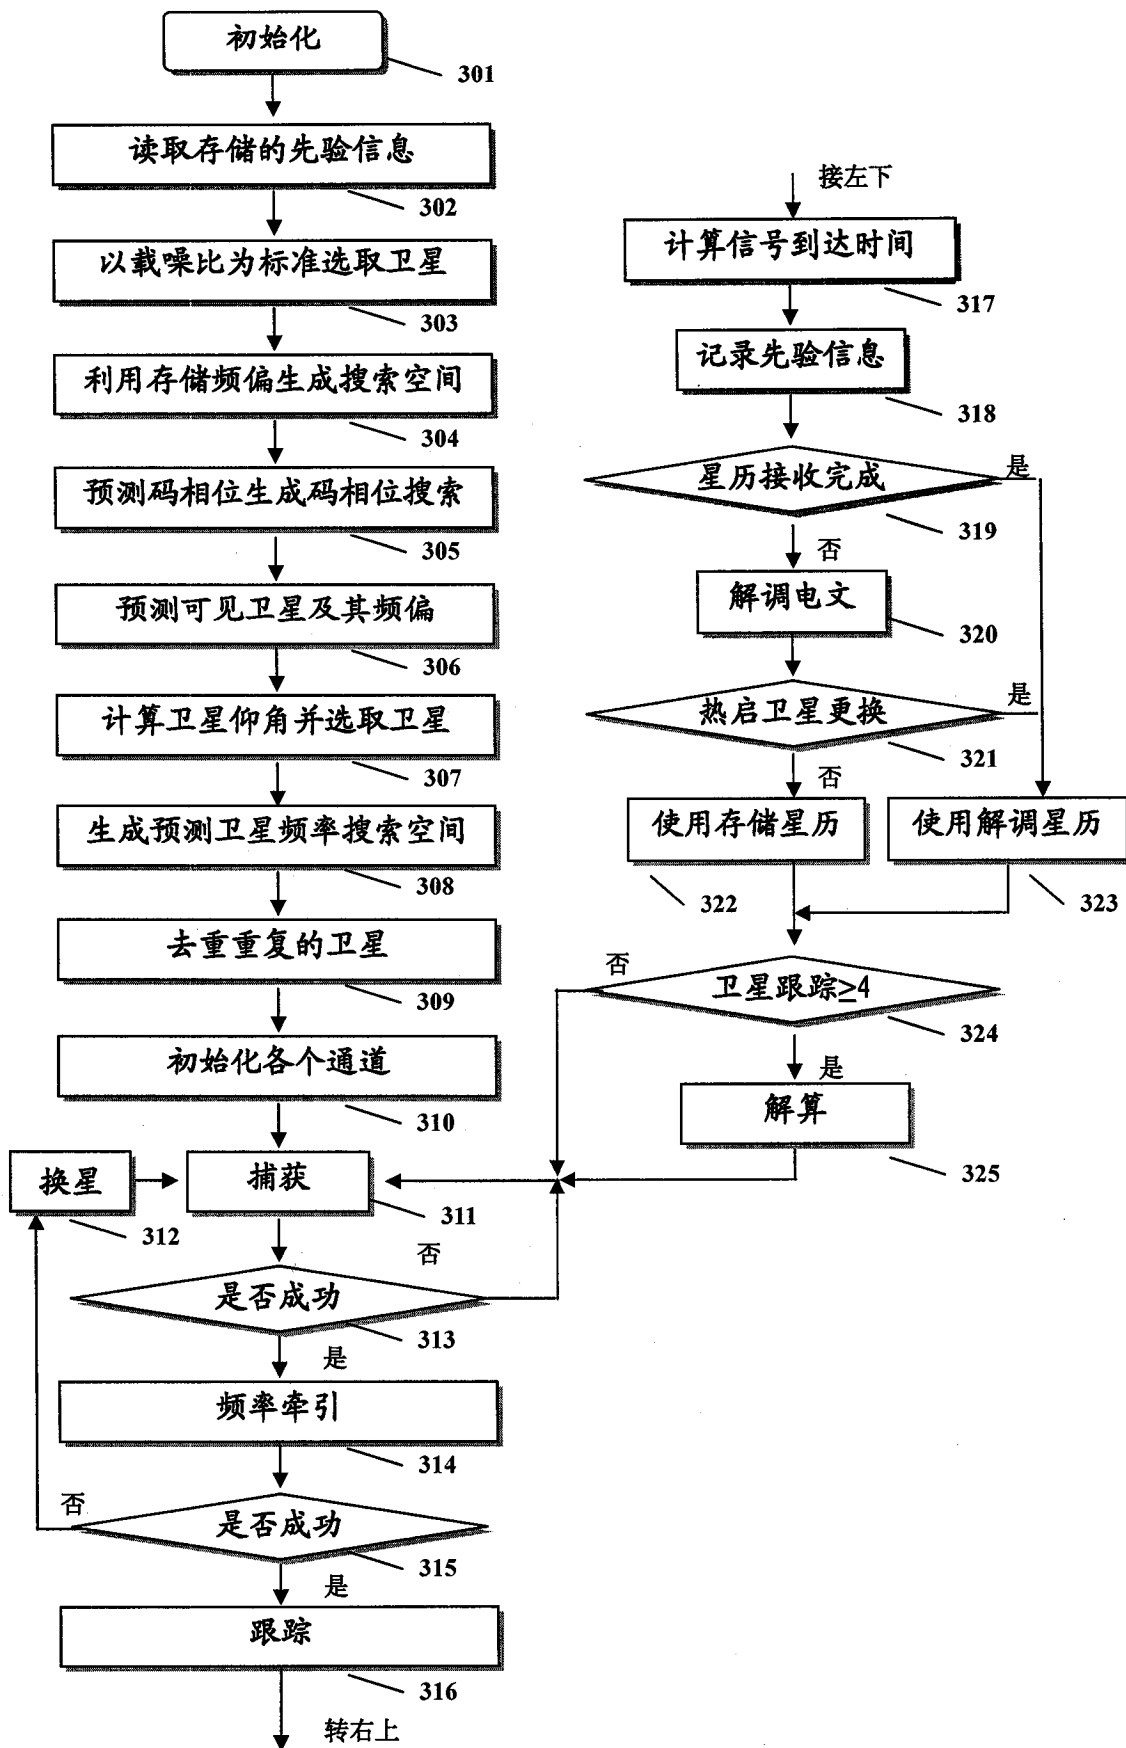 初始化
301
读取存储的先验信息
302
以载噪比为标准选取卫星
303
利用存储频偏生成搜索空间
304
预测码相位生成码相位搜索
305
预测可见卫星及其频偏
306
计算卫星仰角并选取卫星
307
生成预测卫星频率搜索空间
308
去重重复的卫星
309
初始化各个通道
310
换星
312
捕获
311
否
是否成功
313
是
频率牵引
314
否
是否成功
315
是
跟踪
316
转右上
接左下
计算信号到达时间
317
记录先验信息
318
星历接收完成
是
319
否
解调电文
320
热启卫星更换
是
321
否
使用存储星历
322
使用解调星历
323
否
卫星跟踪≥4
324
是
解算
325